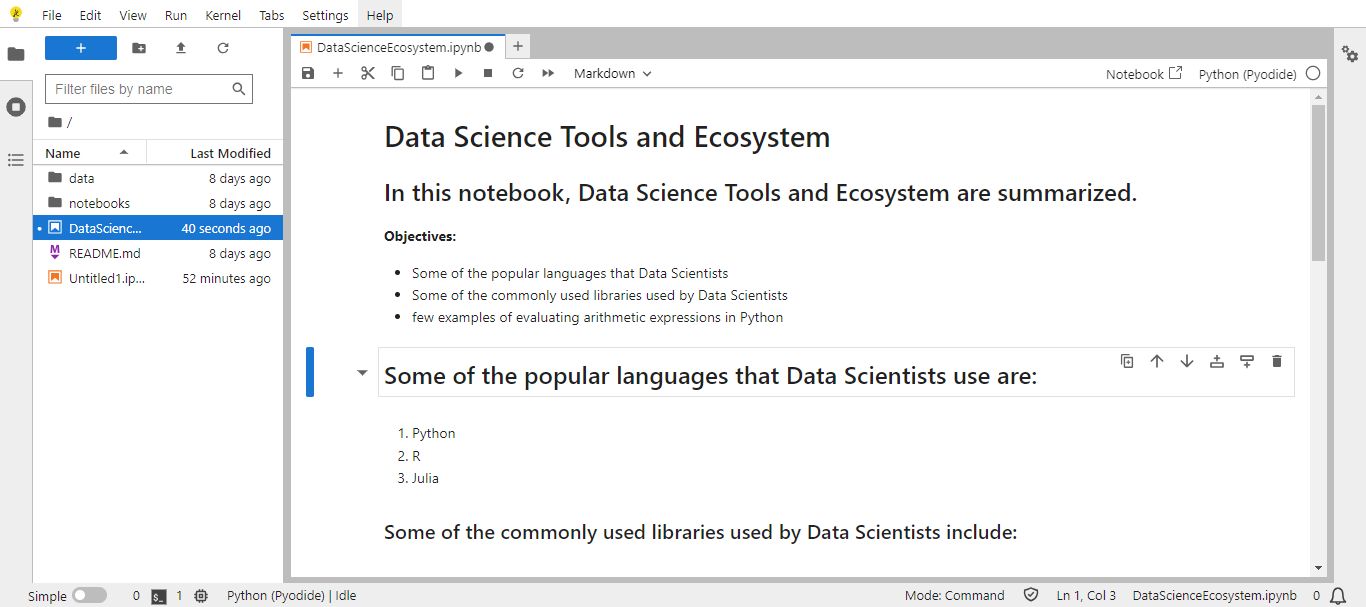 File Edit View Run Kernel Tabs Settings Help
DataScienceEcosystem.ipynb
Markdown
Notebook Python (Pyodide)
Filter files by name
/
Name Last Modified
data 8 days ago
notebooks 8 days ago
DataScienc... 40 seconds ago
README.md 8 days ago
Untitled1.ip... 52 minutes ago
Data Science Tools and Ecosystem
In this notebook, Data Science Tools and Ecosystem are summarized.
Objectives:
• Some of the popular languages that Data Scientists
• Some of the commonly used libraries used by Data Scientists
• few examples of evaluating arithmetic expressions in Python
Some of the popular languages that Data Scientists use are:
1. Python
2. R
3. Julia
Some of the commonly used libraries used by Data Scientists include:
Simple 0 $_ 1 Python (Pyodide) | Idle Mode: Command Ln 1, Col 3 DataScienceEcosystem.ipynb 0